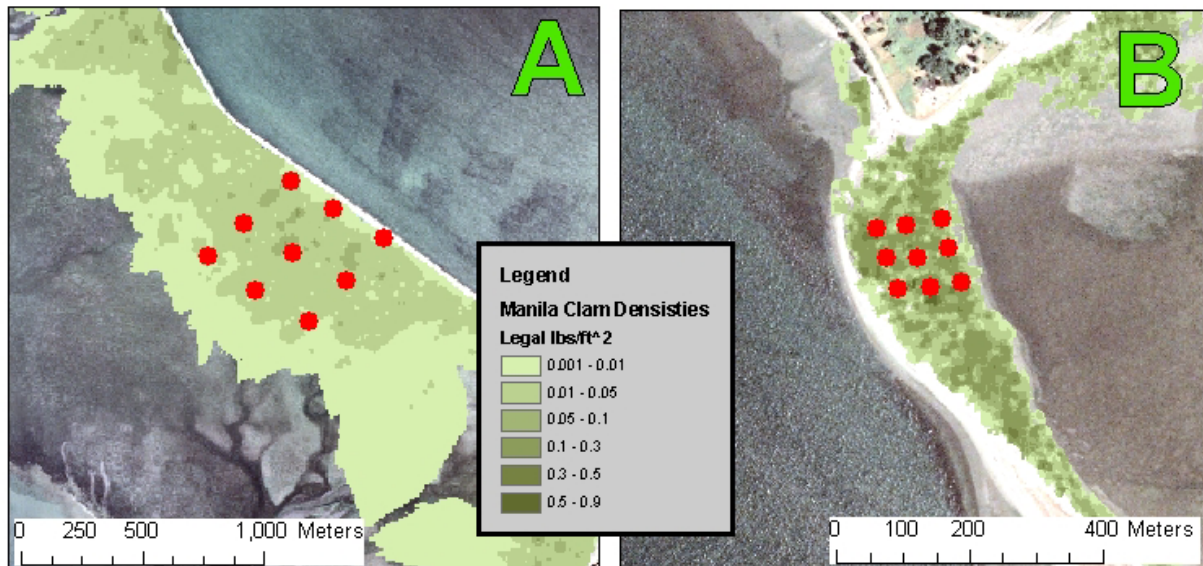 A
B
Legend
Manila Clam Densisties
Legal lbs/ft^2
0.001 - 0.01
0.01 - 0.05
0.05 - 0.1
0.1 - 0.3
0.3 - 0.5
0.5 - 0.9
0 250 500 1,000 Meters
0 100 200 400 Meters